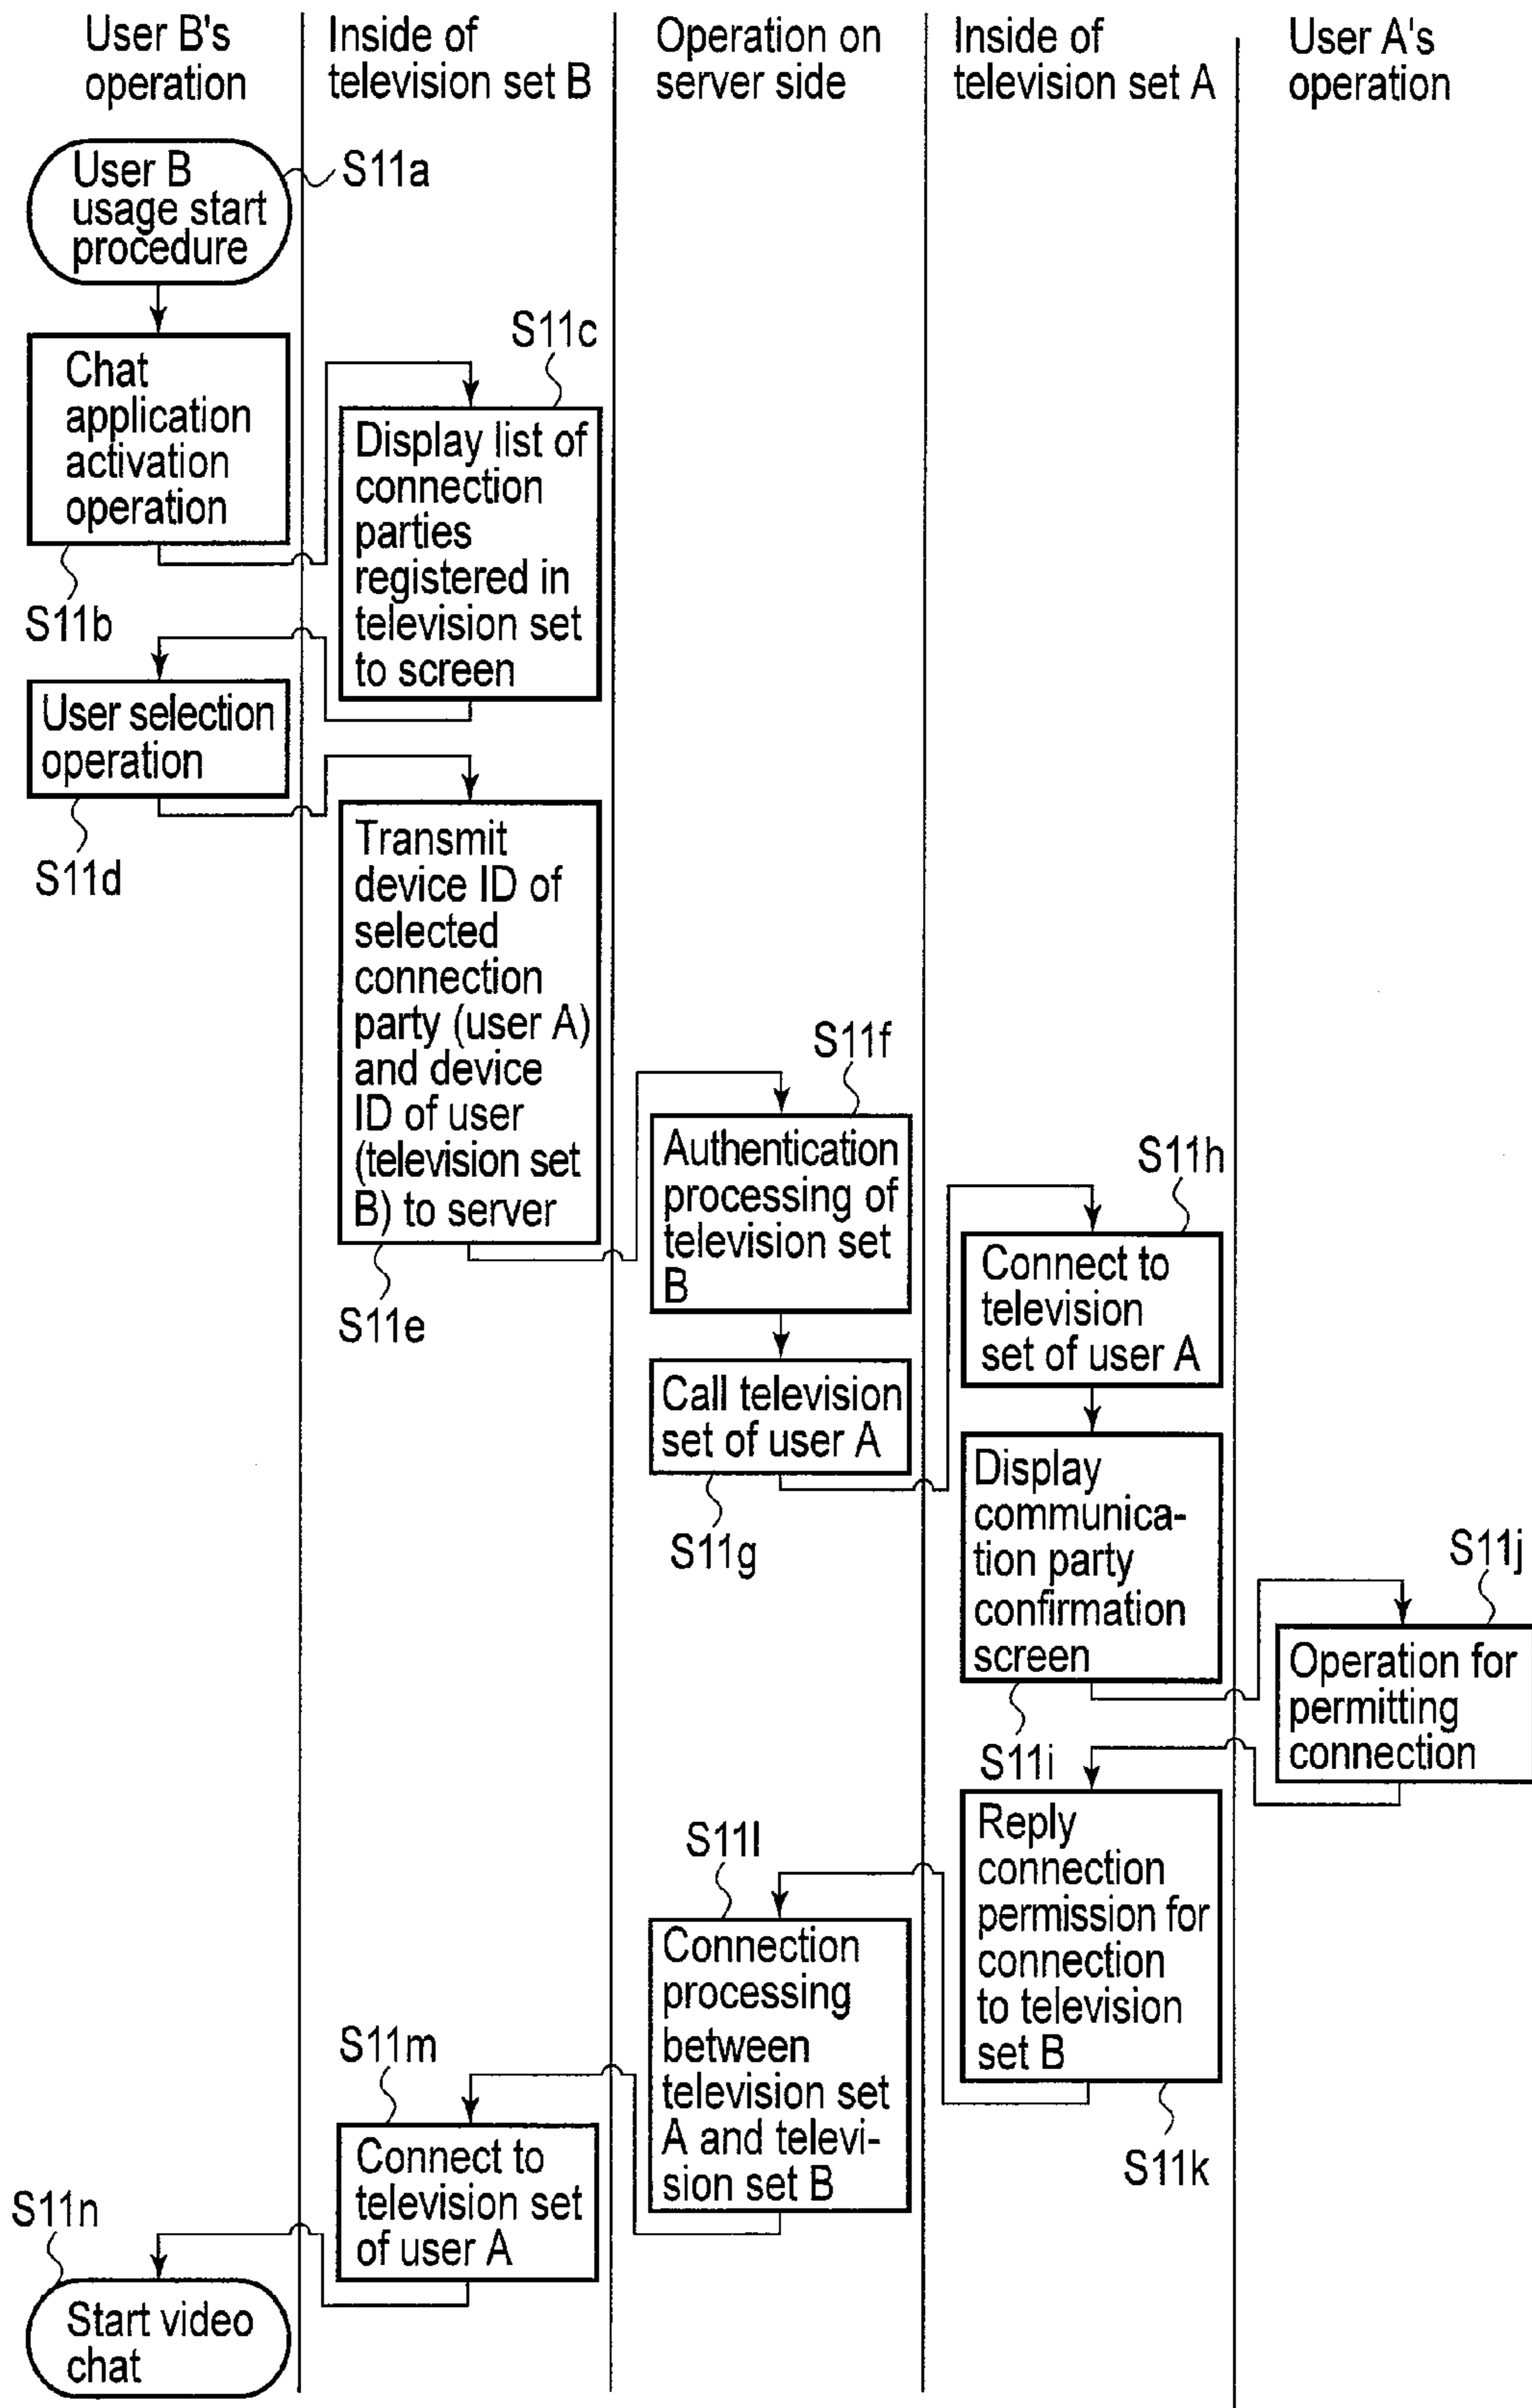 User B's
operation
Inside of
television set B
Operation on
server side
Inside of
television set A
User A's
operation
User B
usage start
procedure
S11a
Chat
application
activation
operation
S11b
S11c
Display list of
connection
parties
registered in
television set
to screen
User selection
operation
S11d
Transmit
device ID of
selected
connection
party (user A)
and device
ID of user
(television set
B) to server
S11e
S11f
Authentication
processing of
television set
B
Call television
set of user A
S11g
S11h
Connect to
television
set of user A
Display
communica-
tion party
confirmation
screen
S11i
S11j
Operation for
permitting
connection
Reply
connection
permission for
connection
to television
set B
S11k
S11l
Connection
processing
between
television set
A and televi-
sion set B
S11m
Connect to
television set
of user A
S11n
Start video
chat